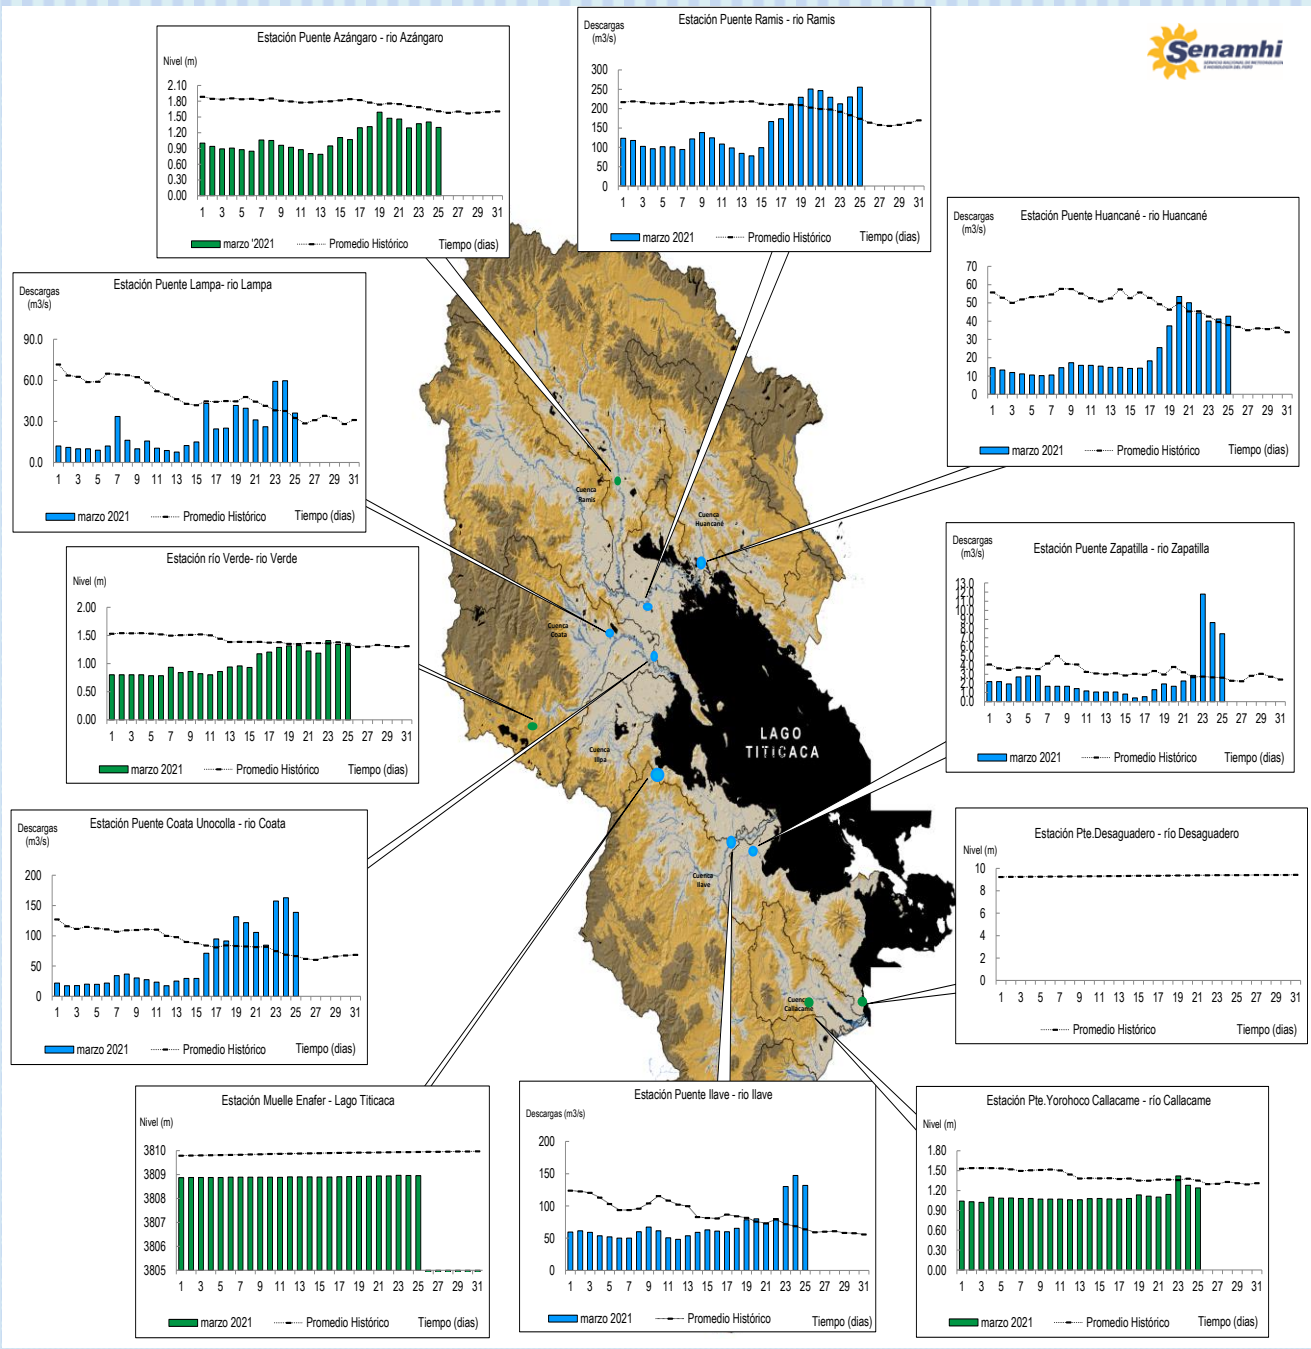 Estación Puente Azángaro - rio Azángaro
Nivel (m)
2.10
1.80
1.50
1.20
0.90
0.60
0.30
0.00
1 3 5 7 9 11 13 15 17 19 21 23 25 27 29 31
marzo '2021 Promedio Histórico Tiempo (dias)
Estación Puente Ramis - rio Ramis
Descargas
(m3/s)
300
250
200
150
100
50
0
1 3 5 7 9 11 13 15 17 19 21 23 25 27 29 31
marzo 2021 Promedio Histórico Tiempo (dias)
Senamhi
Estación Puente Huancané - rio Huancané
Descargas
(m3/s)
70
60
50
40
30
20
10
0
1 3 5 7 9 11 13 15 17 19 21 23 25 27 29 31
marzo 2021 Promedio Histórico Tiempo (dias)
Estación Puente Lampa- rio Lampa
Descargas
(m3/s)
90.0
60.0
30.0
0.0
1 3 5 7 9 11 13 15 17 19 21 23 25 27 29 31
marzo 2021 Promedio Histórico Tiempo (dias)
Cuenca
Ramis
Cuenca
Huancané
Estación río Verde- rio Verde
Nivel (m)
2.00
1.50
1.00
0.50
0.00
1 3 5 7 9 11 13 15 17 19 21 23 25 27 29 31
marzo 2021 Promedio Histórico Tiempo (dias)
Estación Puente Zapatilla - rio Zapatilla
Descargas
(m3/s)
13.0
1 3 5 7 9 11 13 15 17 19 21 23 25 27 29 31
marzo 2021 Promedio Histórico Tiempo (dias)
Cuenca
Coata
LAGO
TITICACA
Cuenca
Illpa
Estación Puente Coata Unocolla - rio Coata
Descargas
(m3/s)
200
150
100
50
0
1 3 5 7 9 11 13 15 17 19 21 23 25 27 29 31
marzo 2021 Promedio Histórico Tiempo (dias)
Cuenca
Ilave
Estación Pte.Desaguadero - río Desaguadero
Nivel (m)
10
8
6
4
2
0
1 3 5 7 9 11 13 15 17 19 21 23 25 27 29 31
Promedio Histórico Tiempo (dias)
Cuenca
Callacame
Estación Muelle Enafer - Lago Titicaca
Nivel (m)
3810
3809
3808
3807
3806
3805
1 3 5 7 9 11 13 15 17 19 21 23 25 27 29 31
marzo 2021 Promedio Histórico Tiempo (dias)
Estación Puente Ilave - rio Ilave
Descargas (m3/s)
200
150
100
50
0
1 3 5 7 9 11 13 15 17 19 21 23 25 27 29 31
marzo 2021 Promedio Histórico Tiempo (dias)
Estación Pte.Yorohoco Callacame - río Callacame
Nivel (m)
1.80
1.50
1.20
0.90
0.60
0.30
0.00
1 3 5 7 9 11 13 15 17 19 21 23 25 27 29 31
marzo 2021 Promedio Histórico Tiempo (dias)